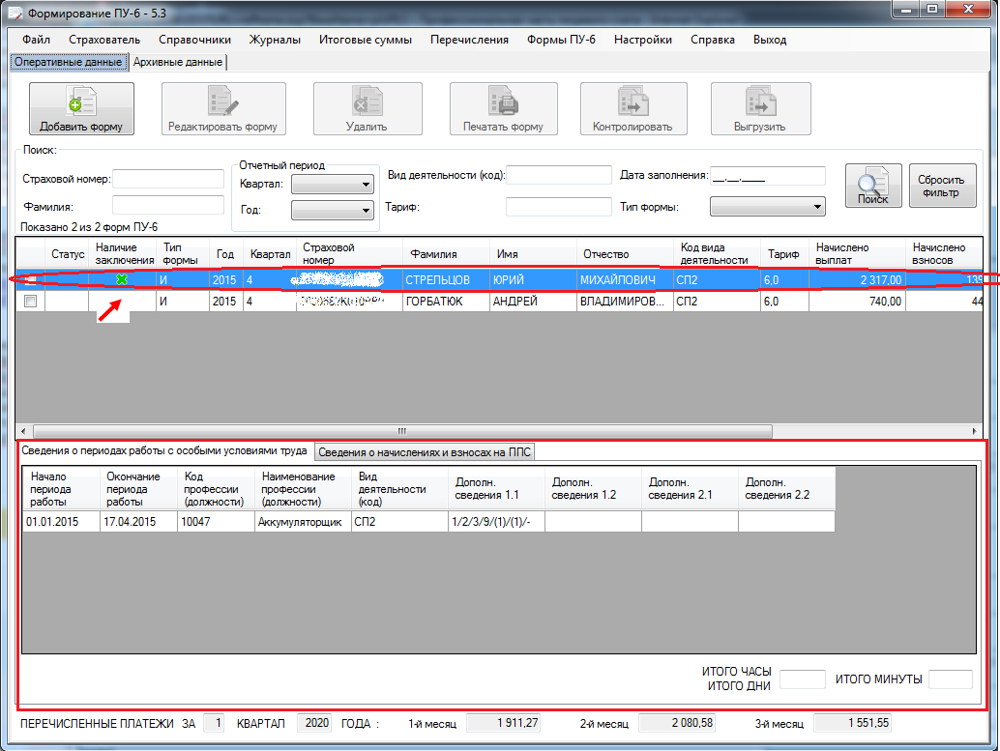 Формирование ПУ-6 - 5.3
Файл Страхователь Справочники Журналы Итоговые суммы Перечисления Формы ПУ-6 Настройки Справка Выход
Оперативные данные Архивные данные
Добавить форму Редактировать форму Удалить Печатать форму Контролировать Выгрузить
Поиск:
Отчетный период
Страховой номер: Квартал: Вид деятельности (код): Дата заполнения: __.__.____
Фамилия: Год: Тариф: Тип формы:
Поиск
Сбросить
фильтр
Показано 2 из 2 форм ПУ-6
Статус Наличие заключения Тип формы Год Квартал Страховой номер Фамилия Имя Отчество Код вида деятельности Тариф Начислено выплат Начислено взносов
И 2015 4 СТРЕЛЬЦОВ ЮРИЙ МИХАЙЛОВИЧ СП2 6,0 2 317,00 139
И 2015 4 ГОРБАТЮК АНДРЕЙ ВЛАДИМИРОВ... СП2 6,0 740,00 44
Сведения о периодах работы с особыми условиями труда Сведения о начислениях и взносах на ППС
Начало периода работы Окончание периода работы Код профессии (должности) Наименование профессии (должности) Вид деятельности (код) Дополн. сведения 1.1 Дополн. сведения 1.2 Дополн. сведения 2.1 Дополн. сведения 2.2
01.01.2015 17.04.2015 10047 Аккумуляторщик СП2 1/2/3/9/(1)/(1)/-
ИТОГО ЧАСЫ ИТОГО МИНУТЫ
ИТОГО ДНИ
ПЕРЕЧИСЛЕННЫЕ ПЛАТЕЖИ ЗА 1 КВАРТАЛ 2020 ГОДА : 1-й месяц 1 911,27 2-й месяц 2 080,58 3-й месяц 1 551,55